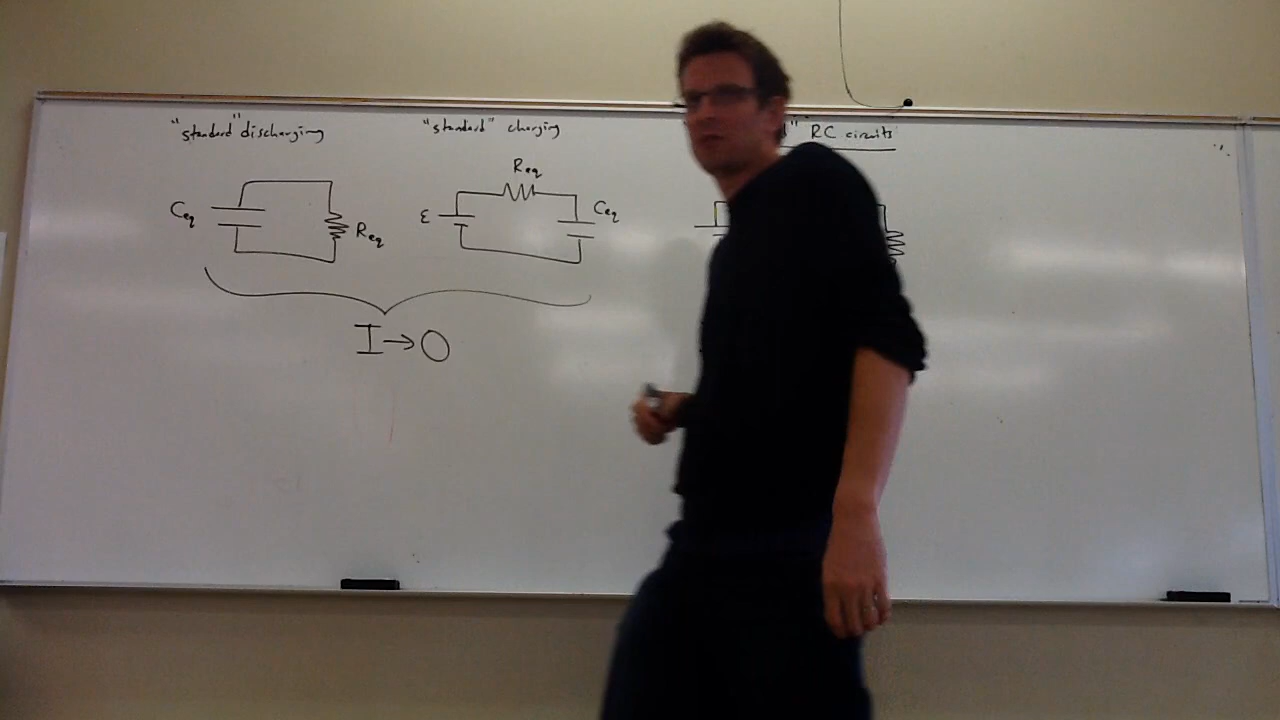 "standard" discharging
"standard" charging
" RC circuits
Req
Ceq
Req
ε
Ceq
I→0